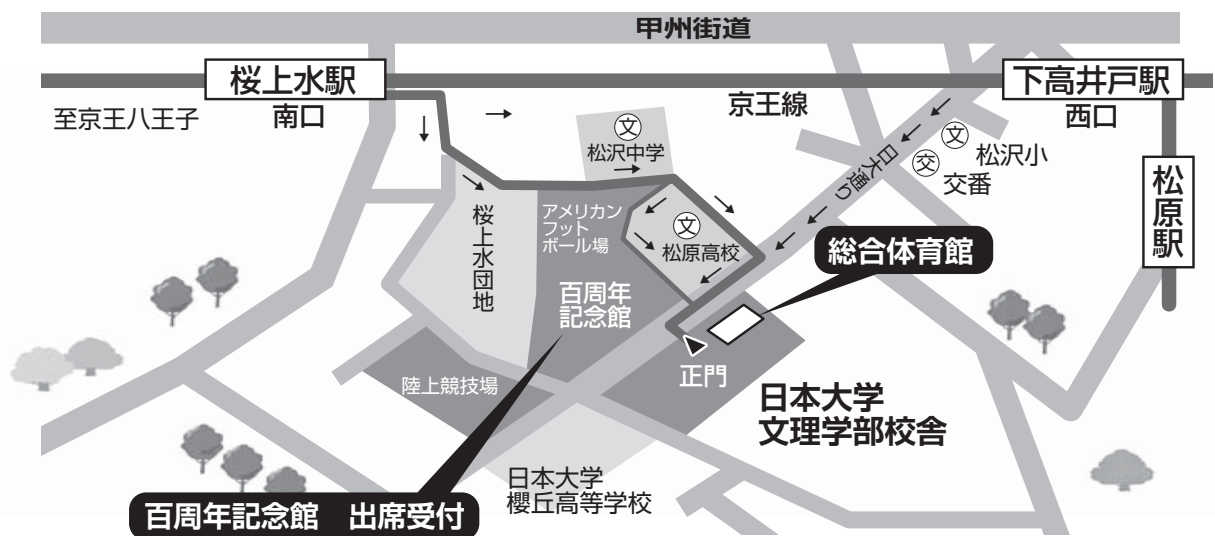 甲州街道
桜上水駅
下高井戸駅
至京王八王子
南口
京王線
西口
文
松沢中学
文
松沢小
交
交番
日大通り
松原駅
桜上水団地
アメリカン
フット
ボール場
文
松原高校
総合体育館
百周年
記念館
正門
陸上競技場
日本大学
文理学部校舎
日本大学
櫻丘高等学校
百周年記念館　出席受付